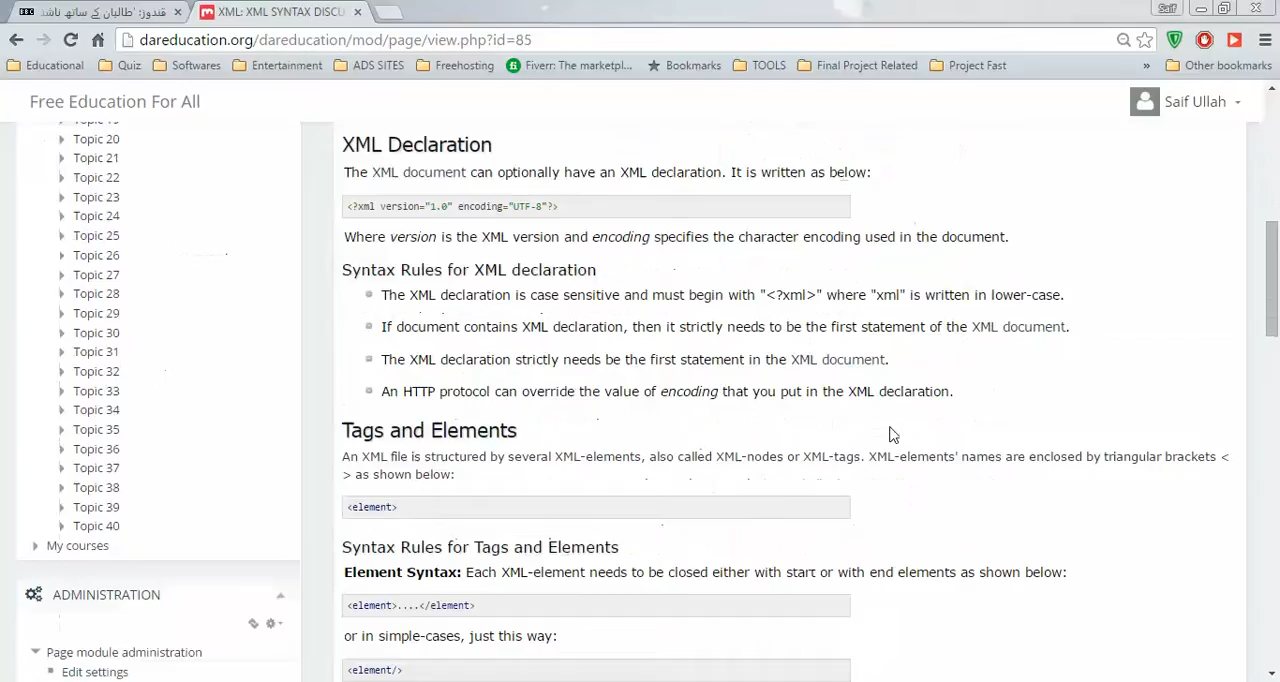 قندوز: 'طالبان کے ساتھ ناشد
XML: XML SYNTAX DISCU
Saif
dareducation.org/dareducation/mod/page/view.php?id=85
Educational
Quiz
Softwares
Entertainment
ADS SITES
Freehosting
Fiverr: The marketpl...
Bookmarks
TOOLS
Final Project Related
Project Fast
»
Other bookmarks
Free Education For All
Saif Ullah
Topic 20
Topic 21
Topic 22
Topic 23
Topic 24
Topic 25
Topic 26
Topic 27
Topic 28
Topic 29
Topic 30
Topic 31
Topic 32
Topic 33
Topic 34
Topic 35
Topic 36
Topic 37
Topic 38
Topic 39
Topic 40
My courses
ADMINISTRATION
Page module administration
Edit settings
XML Declaration
The XML document can optionally have an XML declaration. It is written as below:
<?xml version="1.0" encoding="UTF-8"?>
Where version is the XML version and encoding specifies the character encoding used in the document.
Syntax Rules for XML declaration
The XML declaration is case sensitive and must begin with "<?xml>" where "xml" is written in lower-case.
If document contains XML declaration, then it strictly needs to be the first statement of the XML document.
The XML declaration strictly needs be the first statement in the XML document.
An HTTP protocol can override the value of encoding that you put in the XML declaration.
Tags and Elements
An XML file is structured by several XML-elements, also called XML-nodes or XML-tags. XML-elements' names are enclosed by triangular brackets <
> as shown below:
<element>
Syntax Rules for Tags and Elements
Element Syntax: Each XML-element needs to be closed either with start or with end elements as shown below:
<element>....</element>
or in simple-cases, just this way:
<element/>